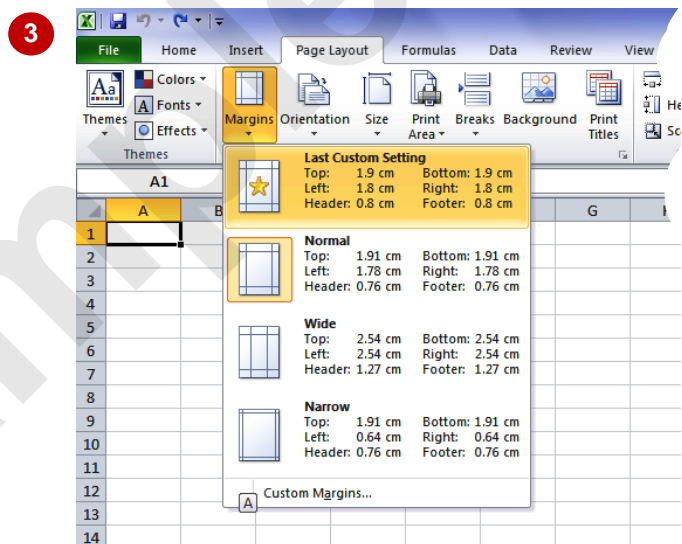 3
File Home Insert Page Layout Formulas Data Review View
Colors
Aa
A Fonts
Themes
Effects
Margins Orientation Size Print Area Breaks Background Print Titles
He
Sc
Themes
A1
A B G
1
2
3
4
5
6
7
8
9
10
11
12
13
14
Last Custom Setting
Top: 1.9 cm Bottom: 1.9 cm
Left: 1.8 cm Right: 1.8 cm
Header: 0.8 cm Footer: 0.8 cm
Normal
Top: 1.91 cm Bottom: 1.91 cm
Left: 1.78 cm Right: 1.78 cm
Header: 0.76 cm Footer: 0.76 cm
Wide
Top: 2.54 cm Bottom: 2.54 cm
Left: 2.54 cm Right: 2.54 cm
Header: 1.27 cm Footer: 1.27 cm
Narrow
Top: 1.91 cm Bottom: 1.91 cm
Left: 0.64 cm Right: 0.64 cm
Header: 0.76 cm Footer: 0.76 cm
Custom Margins...
A